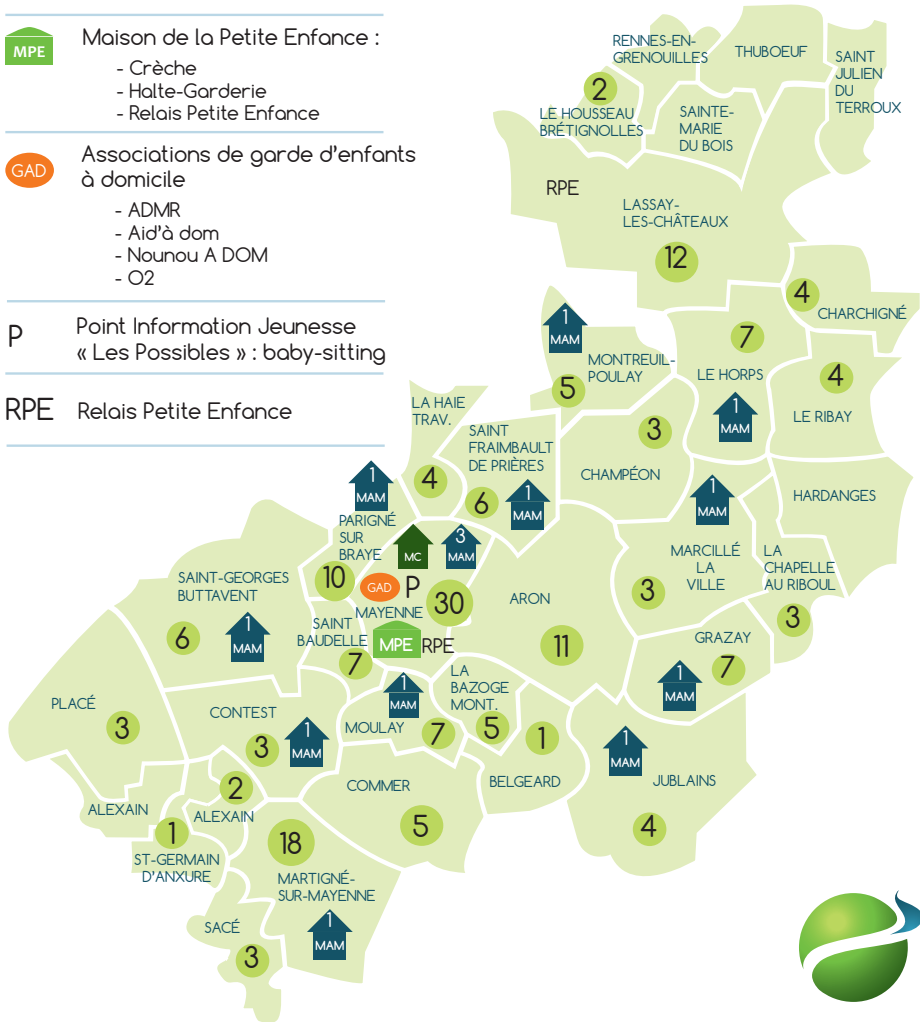 MPE
Maison de la Petite Enfance :
- Crèche
- Halte-Garderie
- Relais Petite Enfance
GAD
Associations de garde d'enfants
à domicile
- ADMR
- Aid'à dom
- Nounou A DOM
- O2
P
Point Information Jeunesse
« Les Possibles » : baby-sitting
RPE
Relais Petite Enfance
RENNES-EN-
GRENOUILLES
THUBOEUF
SAINT
JULIEN
DU
TERROUX
2
LE HOUSSEAU
BRÉTIGNOLLES
SAINTE-
MARIE
DU BOIS
RPE
LASSAY-
LES-CHÂTEAUX
12
4
CHARCHIGNÉ
1
MAM
MONTREUIL-
POULAY
5
7
LE HORPS
1
MAM
4
LE RIBAY
LA HAIE
TRAV.
4
SAINT
FRAIMBAULT
DE PRIÈRES
6
1
MAM
3
CHAMPÉON
HARDANGES
1
MAM
PARIGNÉ
SUR
BRAYE
10
MC
3
MAM
GAD
P
MAYENNE
30
MPE
RPE
ARON
11
1
MAM
MARCILLÉ
LA
VILLE
3
LA
CHAPELLE
AU RIBOUL
3
SAINT-GEORGES
BUTTAVENT
6
1
MAM
SAINT
BAUDELLE
7
GRAZAY
1
MAM
7
PLACÉ
3
CONTEST
3
1
MAM
1
MAM
MOULAY
7
LA
BAZOGE
MONT.
5
1
BELGEARD
1
MAM
JUBLAINS
4
ALEXAIN
2
ALEXAIN
1
ST-GERMAIN
D'ANXURE
COMMER
5
18
MARTIGNÉ-
SUR-MAYENNE
1
MAM
SACÉ
3